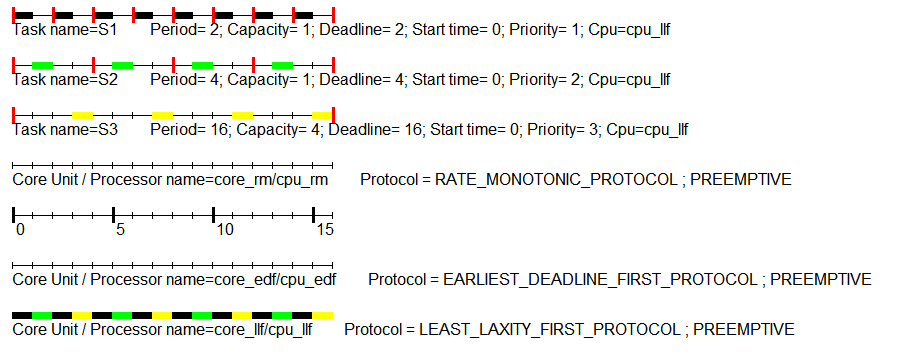 Task name=S1 Period= 2; Capacity= 1; Deadline= 2; Start time= 0; Priority= 1; Cpu=cpu_llf
Task name=S2 Period= 4; Capacity= 1; Deadline= 4; Start time= 0; Priority= 2; Cpu=cpu_llf
Task name=S3 Period= 16; Capacity= 4; Deadline= 16; Start time= 0; Priority= 3; Cpu=cpu_llf
Core Unit / Processor name=core_rm/cpu_rm Protocol = RATE_MONOTONIC_PROTOCOL ; PREEMPTIVE
0 5 10 15
Core Unit / Processor name=core_edf/cpu_edf Protocol = EARLIEST_DEADLINE_FIRST_PROTOCOL ; PREEMPTIVE
Core Unit / Processor name=core_llf/cpu_llf Protocol = LEAST_LAXITY_FIRST_PROTOCOL ; PREEMPTIVE